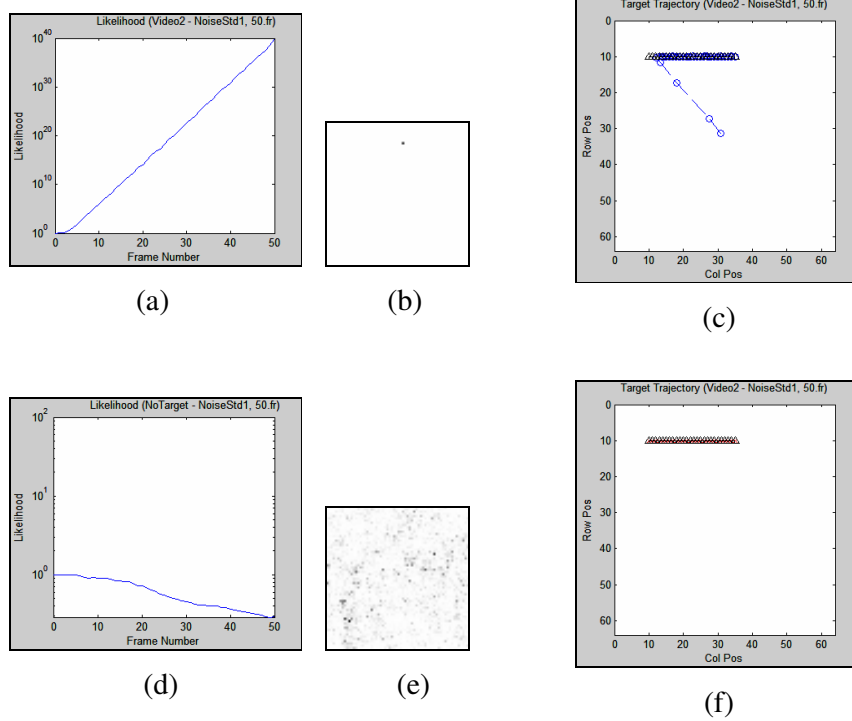 Likelihood (Video2 - NoiseStd1, 50.fr)
10^40
10^30
10^20
10^10
10^0
Likelihood
0 10 20 30 40 50
Frame Number
(a)
(b)
Target Trajectory (Video2 - NoiseStd1, 50.fr)
0
10
20
30
40
50
60
Row Pos
0 10 20 30 40 50 60
Col Pos
(c)
Likelihood (NoTarget - NoiseStd1, 50.fr)
10^2
10^1
10^0
Likelihood
0 10 20 30 40 50
Frame Number
(d)
(e)
Target Trajectory (Video2 - NoiseStd1, 50.fr)
0
10
20
30
40
50
60
Row Pos
0 10 20 30 40 50 60
Col Pos
(f)